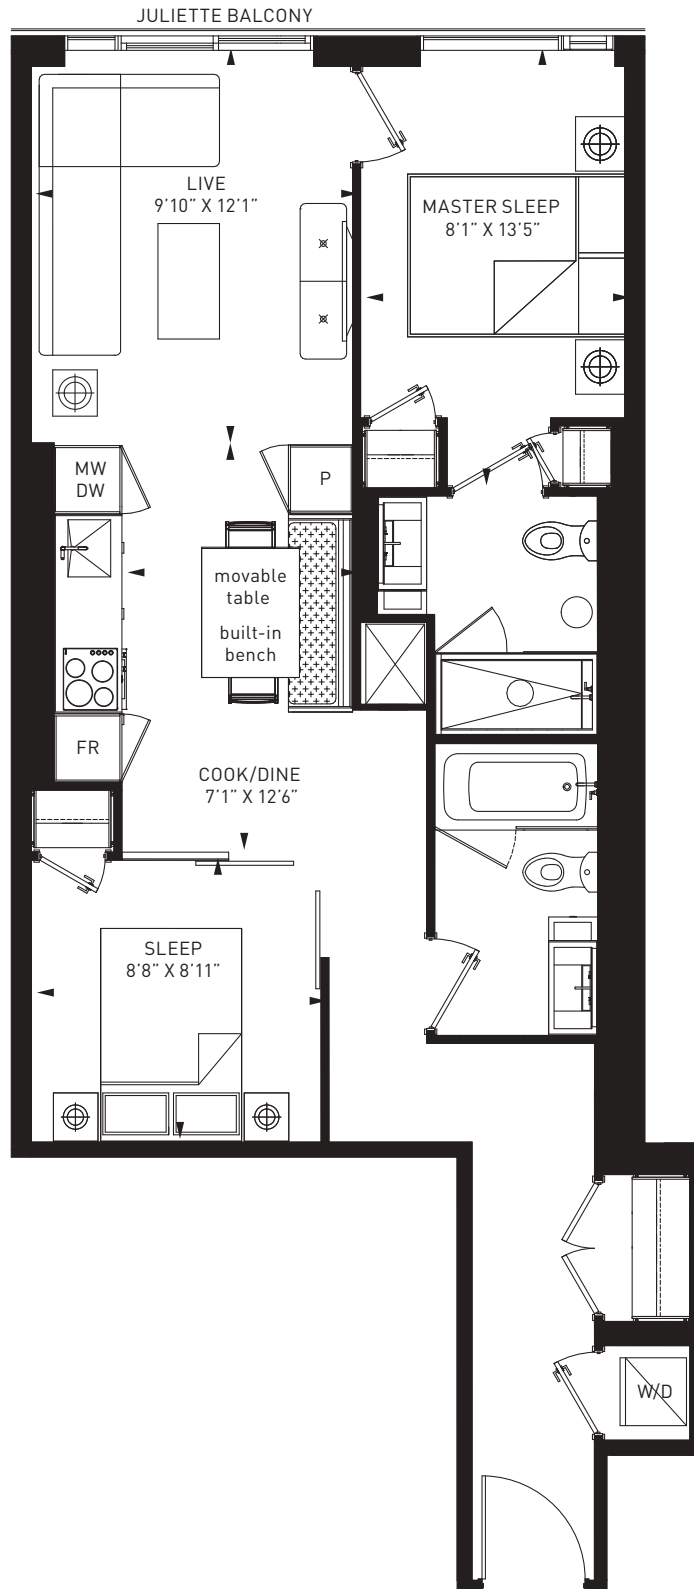 JULIETTE BALCONY
LIVE
9'10" X 12'1"
MASTER SLEEP
8'1" X 13'5"
MW
DW
P
movable
table
built-in
bench
FR
COOK/DINE
7'1" X 12'6"
SLEEP
8'8" X 8'11"
W/D